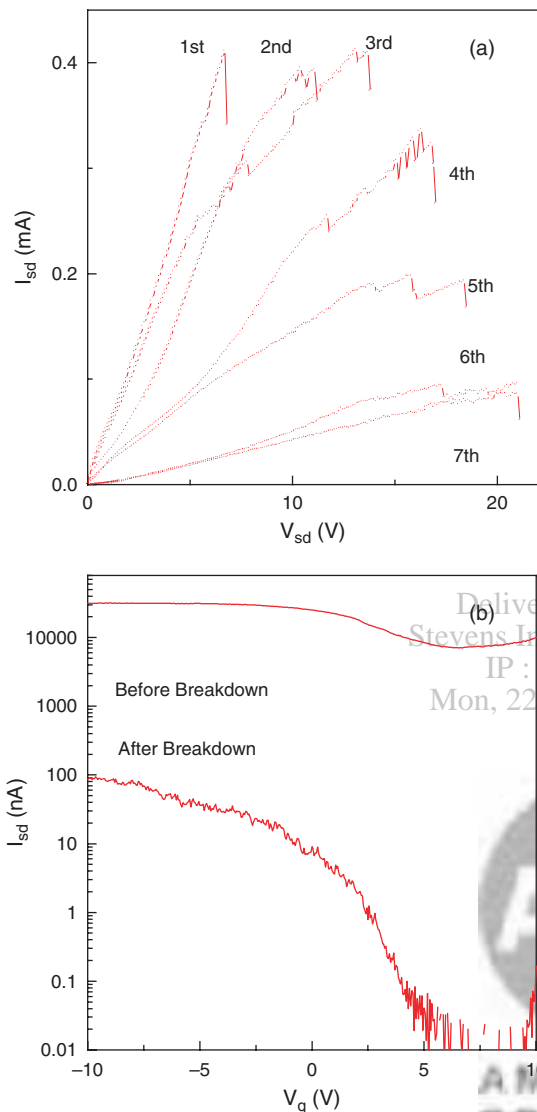 1st 2nd 3rd (a)
0.4
4th
I_sd (mA)
0.2
5th
6th
7th
0.0
0 10 20
V_sd (V)
(b)
Delive
Stevens In
IP :
Mon, 22
10000
Before Breakdown
1000
After Breakdown
100
I_sd (nA)
10
1
0.1
0.01
−10 −5 0 5 10
V_g (V)
A M